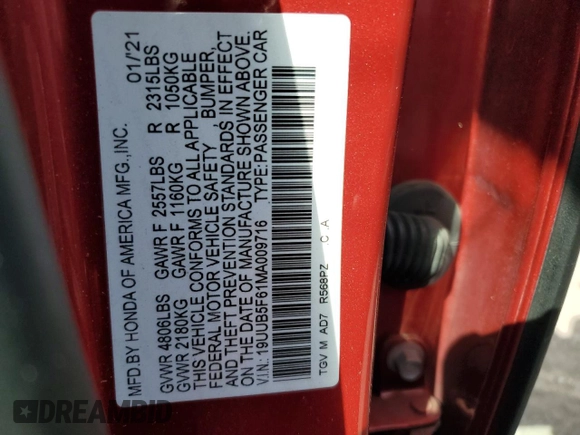 MFD.BY HONDA OF AMERICA MFG.,INC. 01/'21
GVWR 4806LBS GAWR F 2557LBS R 2315LBS
GVWR 2180KG GAWR F 1160KG R 1050KG
THIS VEHICLE CONFORMS TO ALL APPLICABLE
FEDERAL MOTOR VEHICLE SAFETY BUMPER,
AND THEFT PREVENTION STANDARDS IN EFFECT
ON THE DATE OF MANUFACTURE SHOWN ABOVE.
V.I.N.: 19UUB5F61MA009716 TYPE:PASSENGER CAR
TGV M AD7 R568PZ C A
DREAMBID